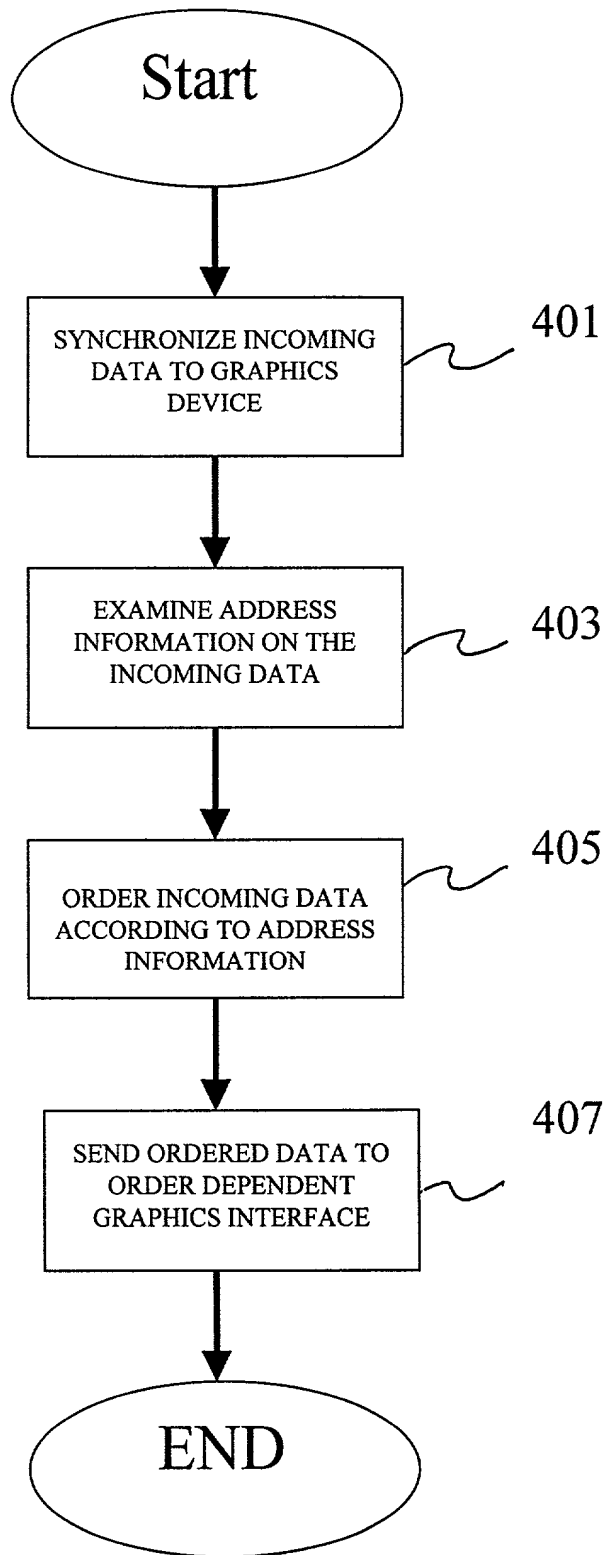 Start
SYNCHRONIZE INCOMING
DATA TO GRAPHICS
DEVICE
401
EXAMINE ADDRESS
INFORMATION ON THE
INCOMING DATA
403
ORDER INCOMING DATA
ACCORDING TO ADDRESS
INFORMATION
405
SEND ORDERED DATA TO
ORDER DEPENDENT
GRAPHICS INTERFACE
407
END